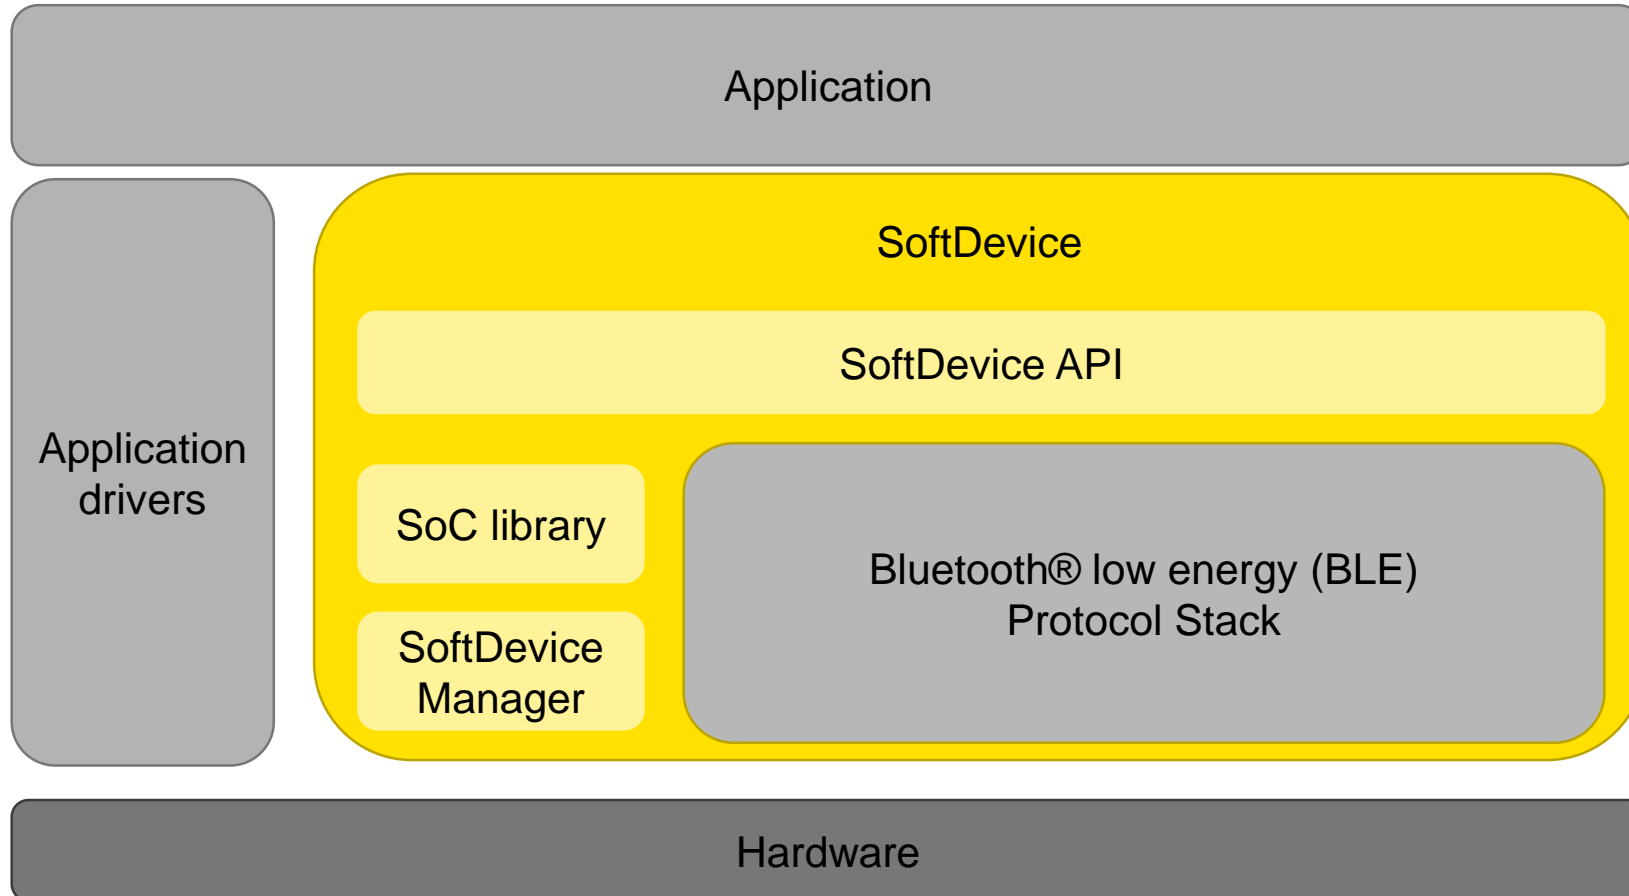 Application
SoftDevice
SoftDevice API
Application
drivers
SoC library
Bluetooth® low energy (BLE)
Protocol Stack
SoftDevice
Manager
Hardware